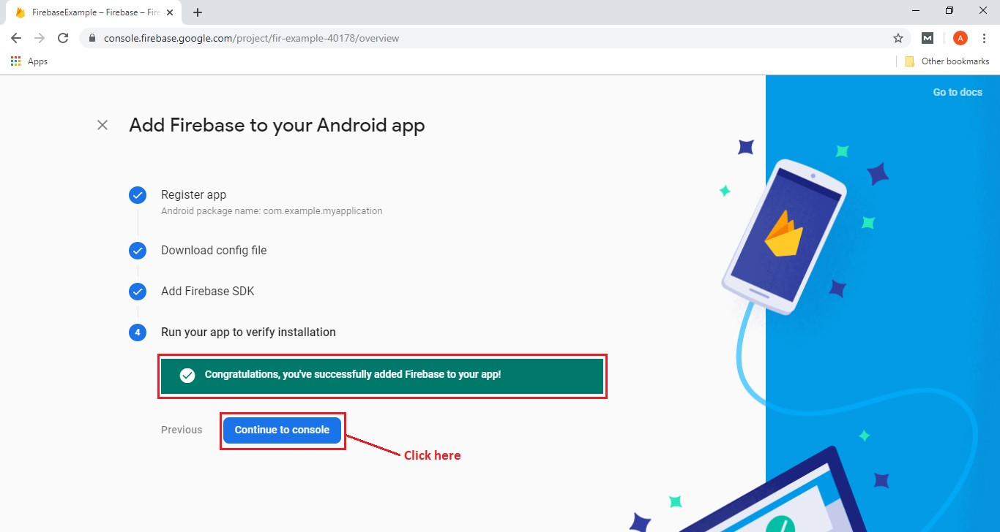 FirebaseExample – Firebase – Fire
console.firebase.google.com/project/fir-example-40178/overview
M
A
Apps
Other bookmarks
Go to docs
Add Firebase to your Android app
Register app
Android package name: com.example.myapplication
Download config file
Add Firebase SDK
4 Run your app to verify installation
Congratulations, you've successfully added Firebase to your app!
Previous
Continue to console
Click here